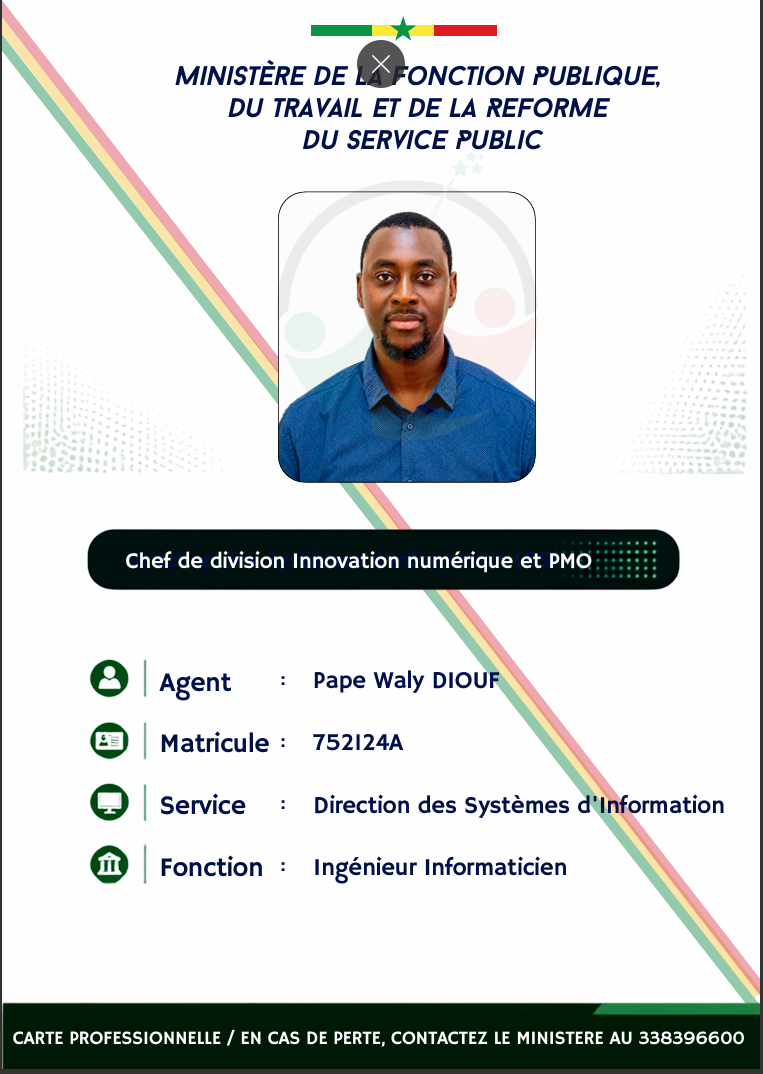 MINISTÈRE DE LA FONCTION PUBLIQUE,
DU TRAVAIL ET DE LA REFORME
DU SERVICE PUBLIC
Chef de division Innovation numérique et PMO
Agent : Pape Waly DIOUF
Matricule : 752124A
Service : Direction des Systèmes d'Information
Fonction : Ingénieur Informaticien
CARTE PROFESSIONNELLE / EN CAS DE PERTE, CONTACTEZ LE MINISTERE AU 338396600